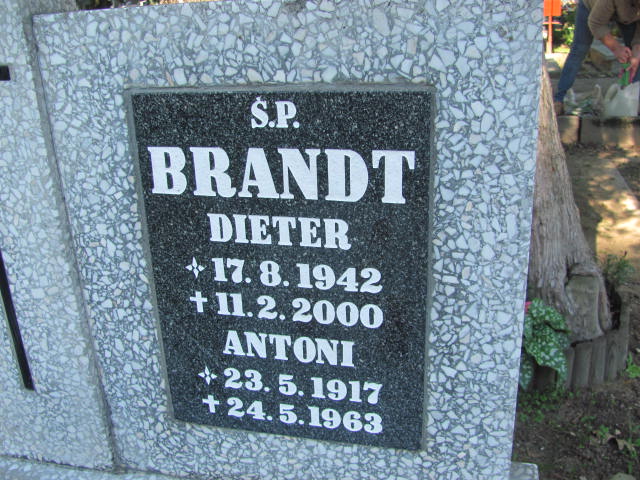 Ś.P.
BRANDT
DIETER
✧ 17.8.1942
✝ 11.2.2000
ANTONI
✧ 23.5.1917
✝ 24.5.1963